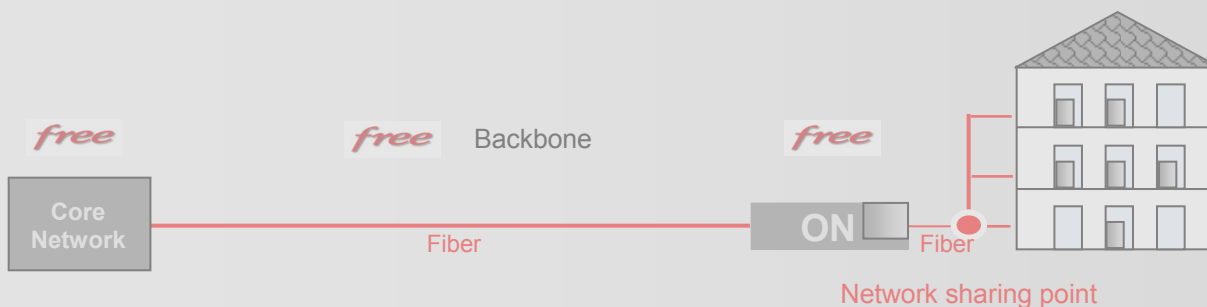 free
free
Backbone
free
Core
Network
ON
Fiber
Fiber
Network sharing point